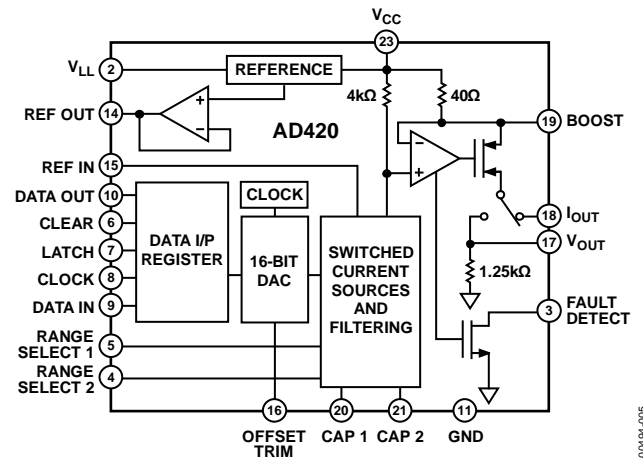 VCC
23
VLL
2
REFERENCE
4kΩ
40Ω
REF OUT
14
+
−
AD420
−
+
19
BOOST
REF IN
15
DATA OUT
10
CLEAR
6
LATCH
7
CLOCK
8
DATA IN
9
DATA I/P
REGISTER
CLOCK
16-BIT
DAC
SWITCHED
CURRENT
SOURCES
AND
FILTERING
18
IOUT
17
VOUT
1.25kΩ
3
FAULT
DETECT
RANGE
SELECT 1
5
RANGE
SELECT 2
4
16
20
21
11
OFFSET
TRIM
CAP 1
CAP 2
GND